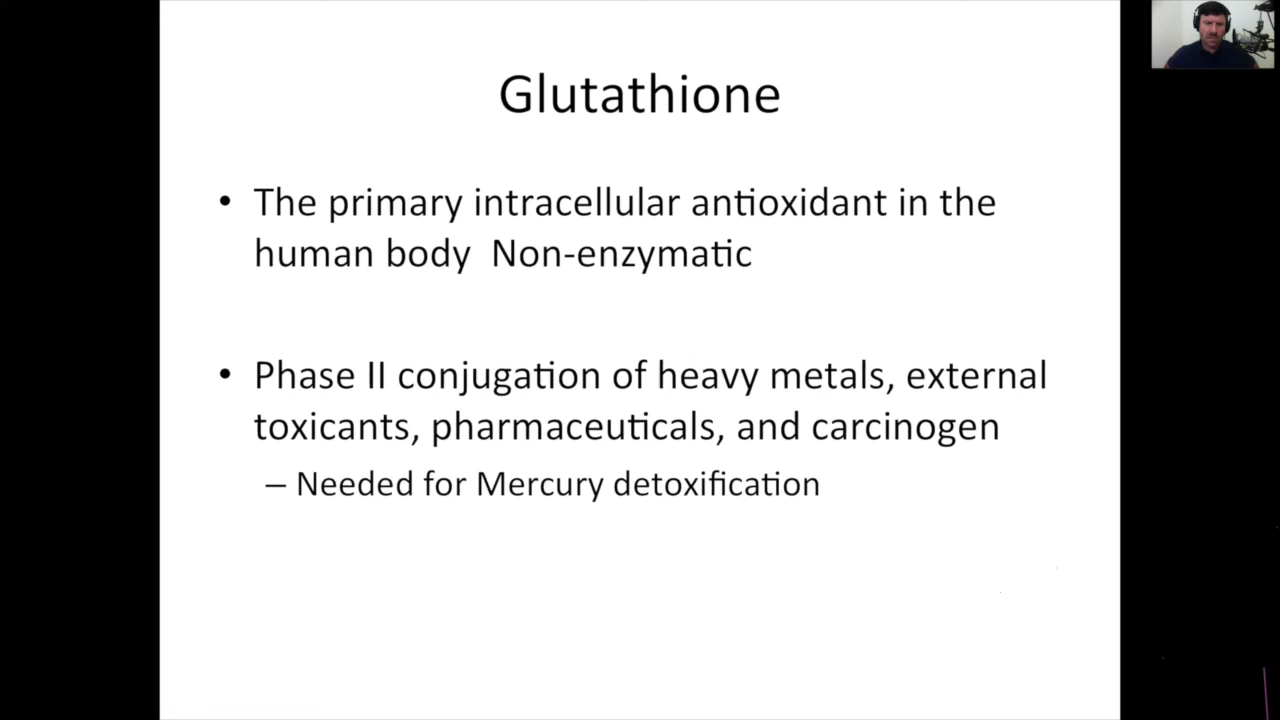 Glutathione
• The primary intracellular antioxidant in the
human body  Non-enzymatic
• Phase II conjugation of heavy metals, external
toxicants, pharmaceuticals, and carcinogen
– Needed for Mercury detoxification